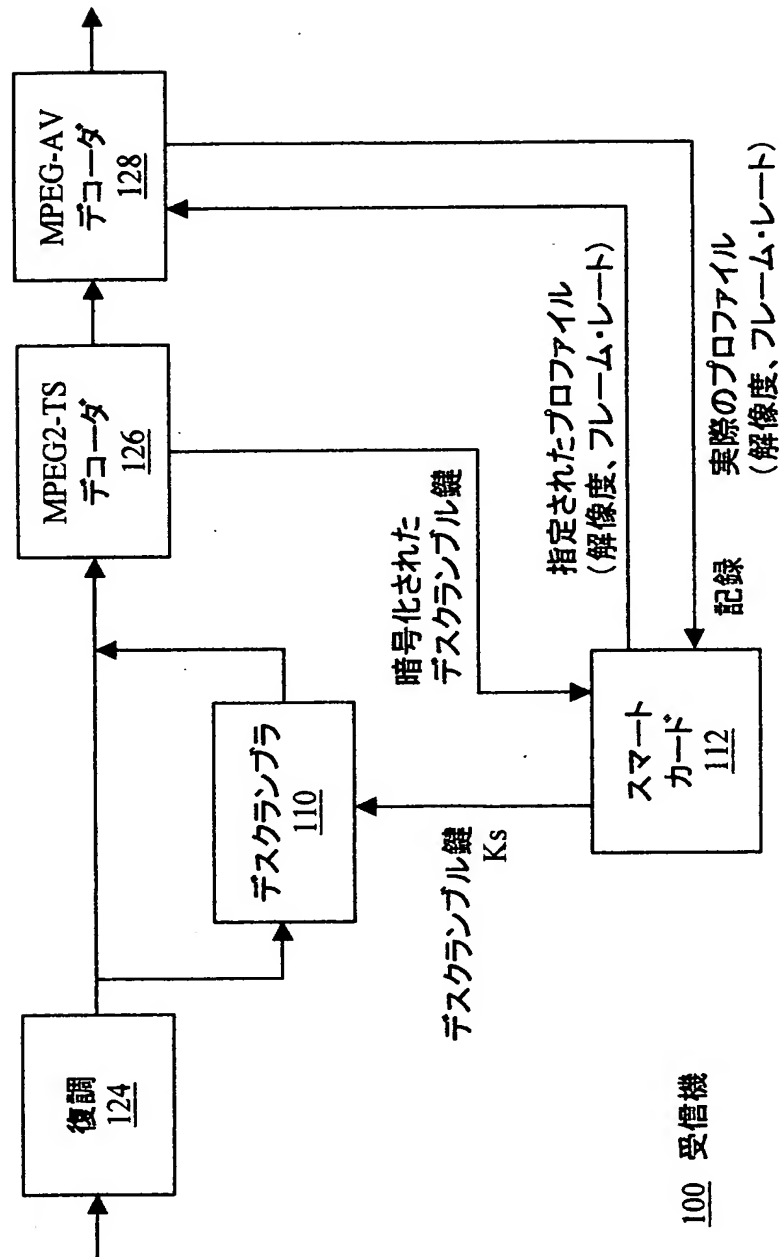 復調
124
デスクランブラ
110
MPEG2-TS
デコーダ
126
MPEG-AV
デコーダ
128
暗号化された
デスクランブル鍵
デスクランブル鍵
Ks
スマート
カード
112
指定されたプロファイル
(解像度、フレーム・レート)
記録
実際のプロファイル
(解像度、フレーム・レート)
100 受信機